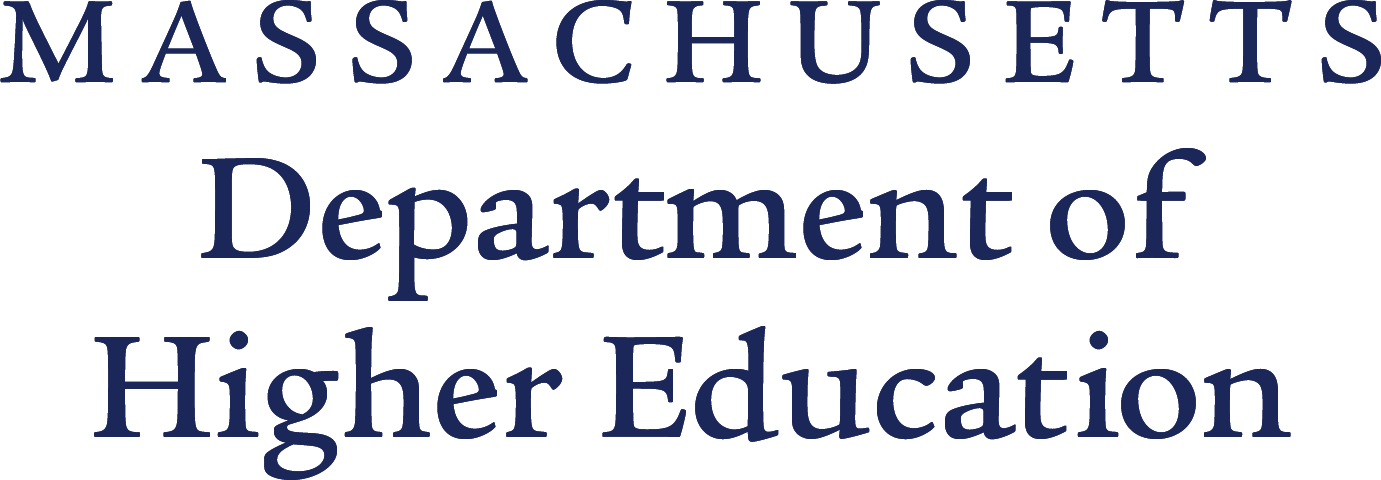 MASSACHUSETTS
Department of
Higher Education